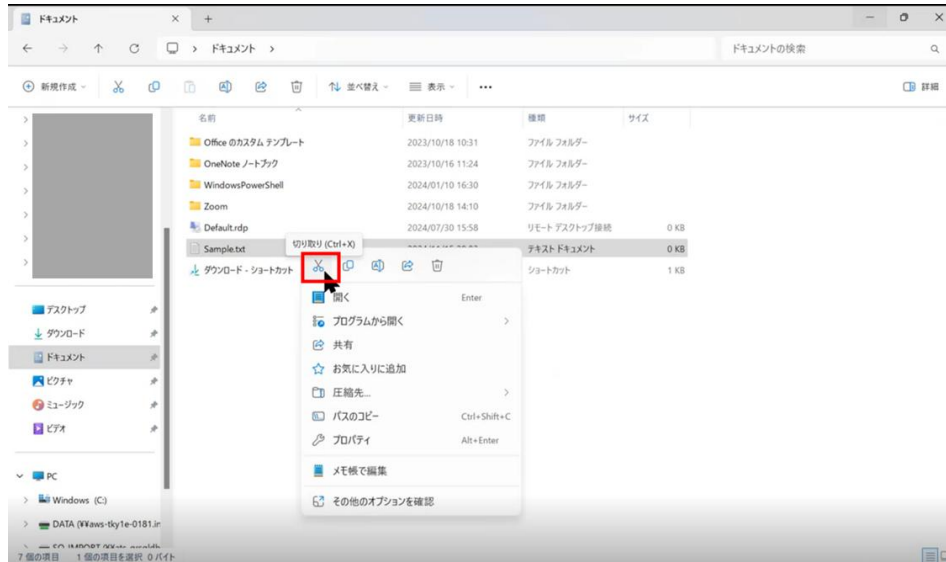 ドキュメント
ドキュメント
ドキュメントの検索
新規作成
並べ替え
表示
詳細
名前 更新日時 種類 サイズ
Office のカスタム テンプレート 2023/10/18 10:31 ファイル フォルダー
OneNote ノートブック 2023/10/16 11:24 ファイル フォルダー
WindowsPowerShell 2024/01/10 16:30 ファイル フォルダー
Zoom 2024/10/18 14:10 ファイル フォルダー
Default.rdp 2024/07/30 15:58 リモート デスクトップ接続 0 KB
切り取り (Ctrl+X)
Sample.txt テキスト ドキュメント 0 KB
ダウンロード - ショートカット ショートカット 1 KB
開く Enter
プログラムから開く
共有
お気に入りに追加
圧縮先...
パスのコピー Ctrl+Shift+C
プロパティ Alt+Enter
メモ帳で編集
その他のオプションを確認
デスクトップ
ダウンロード
ドキュメント
ピクチャ
ミュージック
ビデオ
PC
Windows (C:)
DATA (¥¥aws-tky1e-0181.in
7 個の項目 1 個の項目を選択 0 バイト